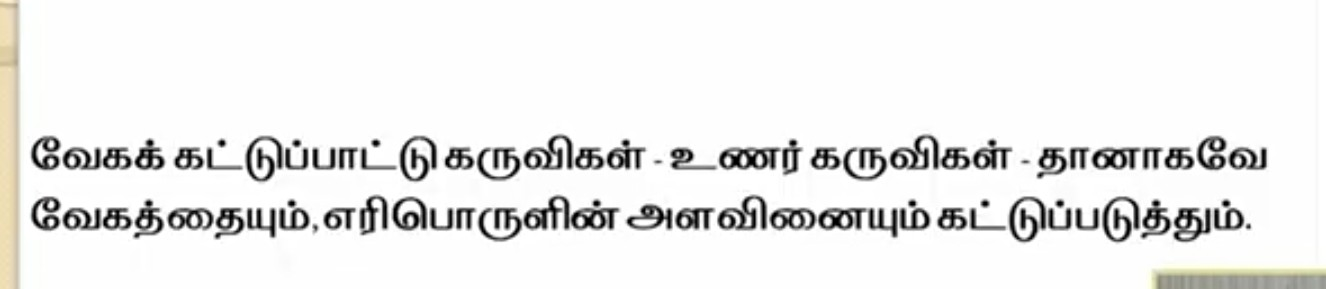 வேகக் கட்டுப்பாட்டு கருவிகள் - உணர் கருவிகள் - தானாகவே
வேகத்தையும், எரிபொருளின் அளவினையும் கட்டுப்படுத்தும்.